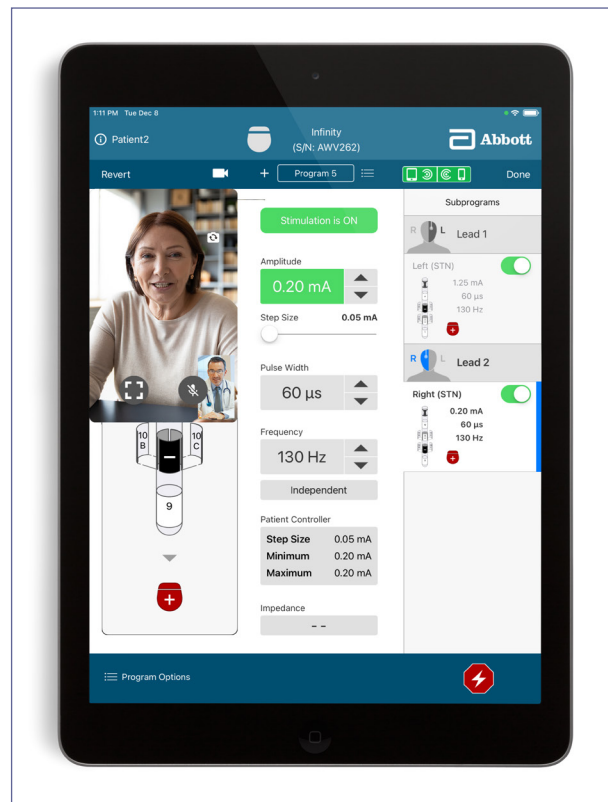 1:11 PM Tue Dec 8
Patient2
Infinity
(S/N: AWV262)
Abbott
Revert
+ Program 5
Done
Stimulation is ON
Amplitude
0.20 mA
Step Size 0.05 mA
Pulse Width
60 µs
Frequency
130 Hz
Independent
Patient Controller
Step Size 0.05 mA
Minimum 0.20 mA
Maximum 0.20 mA
Impedance
- -
10
B
10
C
9
Subprograms
R L Lead 1
Left (STN)
1.25 mA
60 µs
130 Hz
R L Lead 2
Right (STN)
0.20 mA
60 µs
130 Hz
Program Options